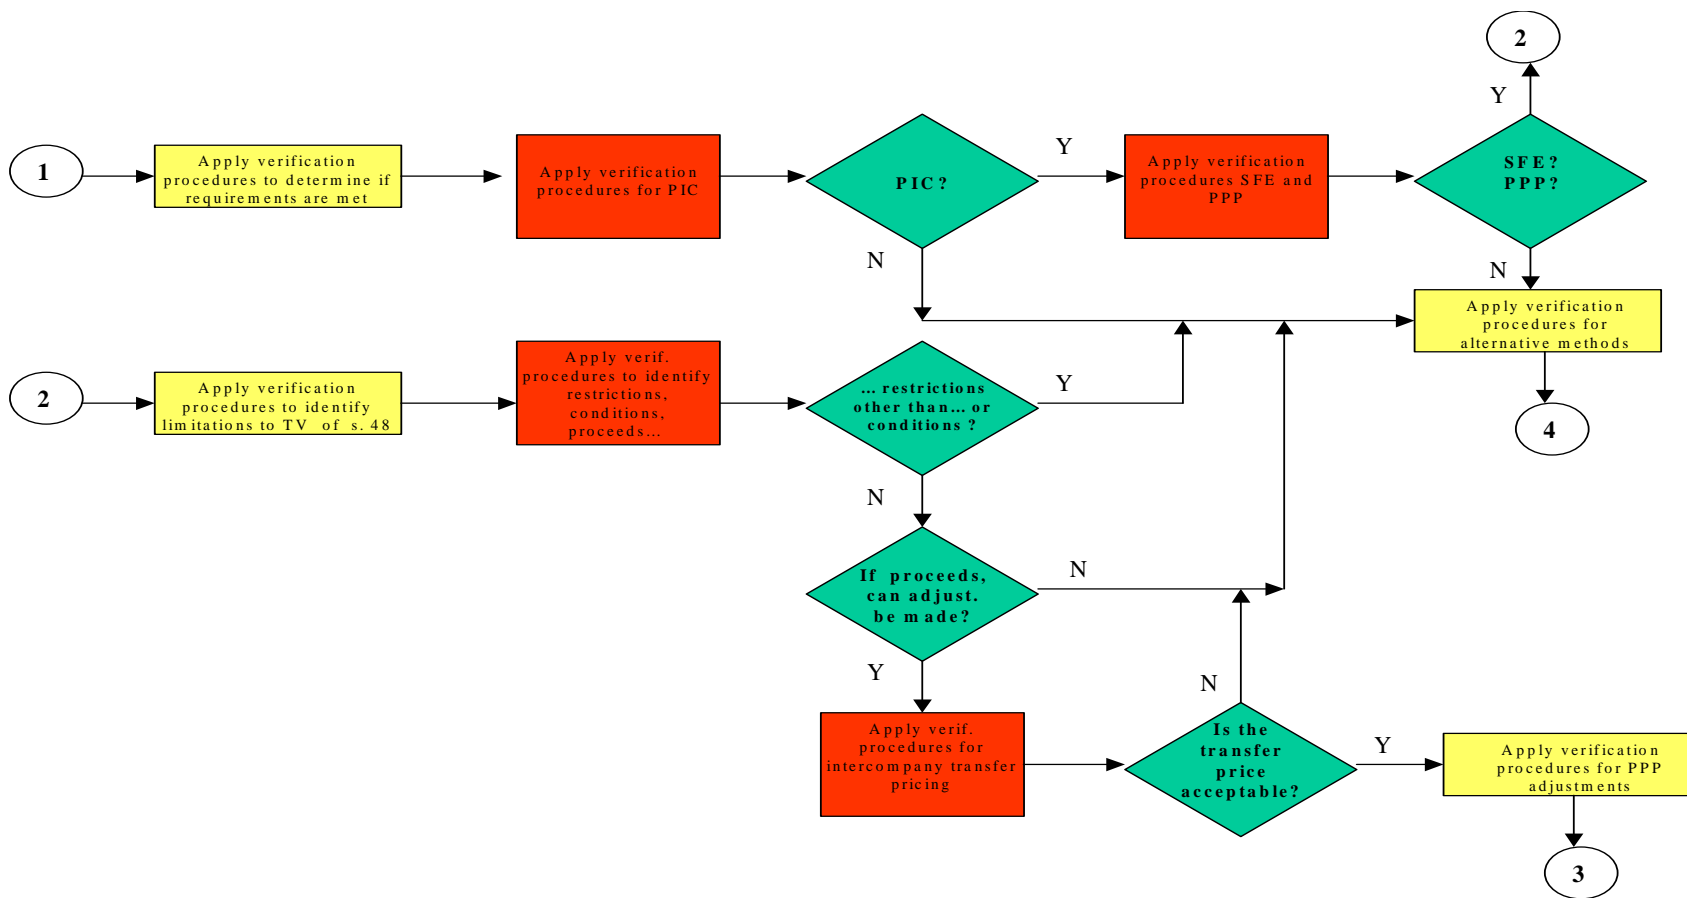 2
Y
1
Apply verification
procedures to determine if
requirements are met
Apply verification
procedures for PIC
PIC?
Y
Apply verification
procedures SFE and
PPP
SFE?
PPP?
N
N
Apply verification
procedures for
alternative methods
4
2
Apply verification
procedures to identify
limitations to TV of s. 48
Apply verif.
procedures to identify
restrictions,
conditions,
proceeds...
... restrictions
other than... or
conditions ?
Y
N
If proceeds,
can adjust.
be made?
N
Y
Apply verif.
procedures for
intercompany transfer
pricing
N
Is the
transfer
price
acceptable?
Y
Apply verification
procedures for PPP
adjustments
3